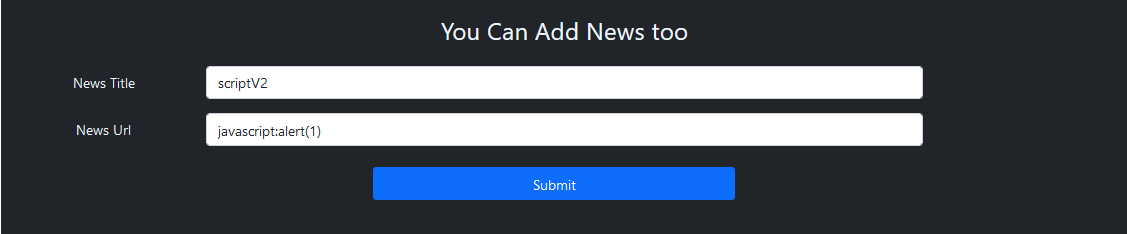 You Can Add News too
News Title
scriptV2
News Url
javascript:alert(1)
Submit